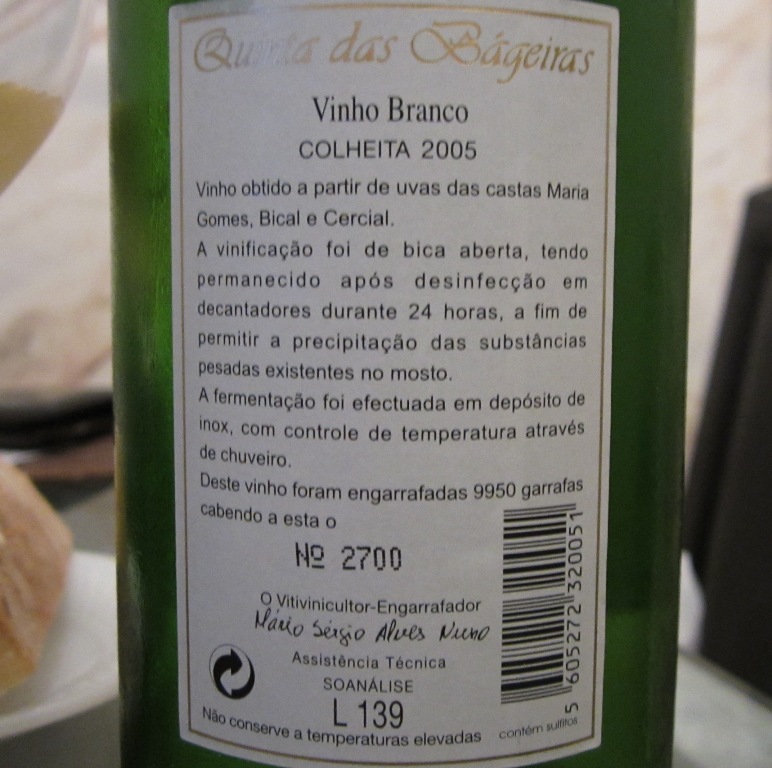 Quinta das Bágeiras
Vinho Branco
COLHEITA 2005
Vinho obtido a partir de uvas das castas Maria
Gomes, Bical e Cercial.
A vinificação foi de bica aberta, tendo
permanecido após desinfecção em
decantadores durante 24 horas, a fim de
permitir a precipitação das substâncias
pesadas existentes no mosto.
A fermentação foi efectuada em depósito de
inox, com controle de temperatura através
de chuveiro.
Deste vinho foram engarrafadas 9950 garrafas
cabendo a esta o
Nº 2700
O Vitivinicultor-Engarrafador
Mário Sérgio Alves Nuno
Assistência Técnica
SOANÁLISE
L 139
Não conserve a temperaturas elevadas
contém sulfitos
5 605272 320051